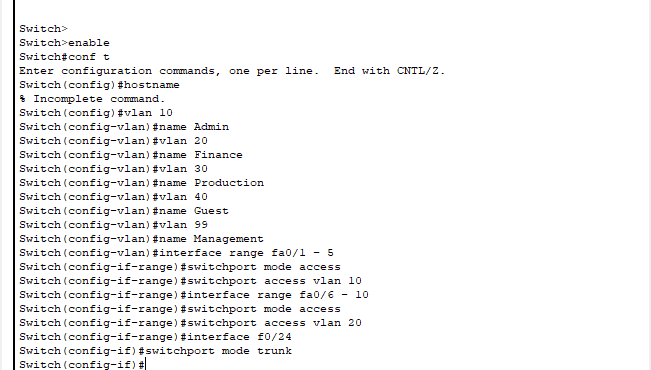 Switch>
Switch>enable
Switch#conf t
Enter configuration commands, one per line.  End with CNTL/Z.
Switch(config)#hostname
% Incomplete command.
Switch(config)#vlan 10
Switch(config-vlan)#name Admin
Switch(config-vlan)#vlan 20
Switch(config-vlan)#name Finance
Switch(config-vlan)#vlan 30
Switch(config-vlan)#name Production
Switch(config-vlan)#vlan 40
Switch(config-vlan)#name Guest
Switch(config-vlan)#vlan 99
Switch(config-vlan)#name Management
Switch(config-vlan)#interface range fa0/1 - 5
Switch(config-if-range)#switchport mode access
Switch(config-if-range)#switchport access vlan 10
Switch(config-if-range)#interface range fa0/6 - 10
Switch(config-if-range)#switchport mode access
Switch(config-if-range)#switchport access vlan 20
Switch(config-if-range)#interface f0/24
Switch(config-if)#switchport mode trunk
Switch(config-if)#